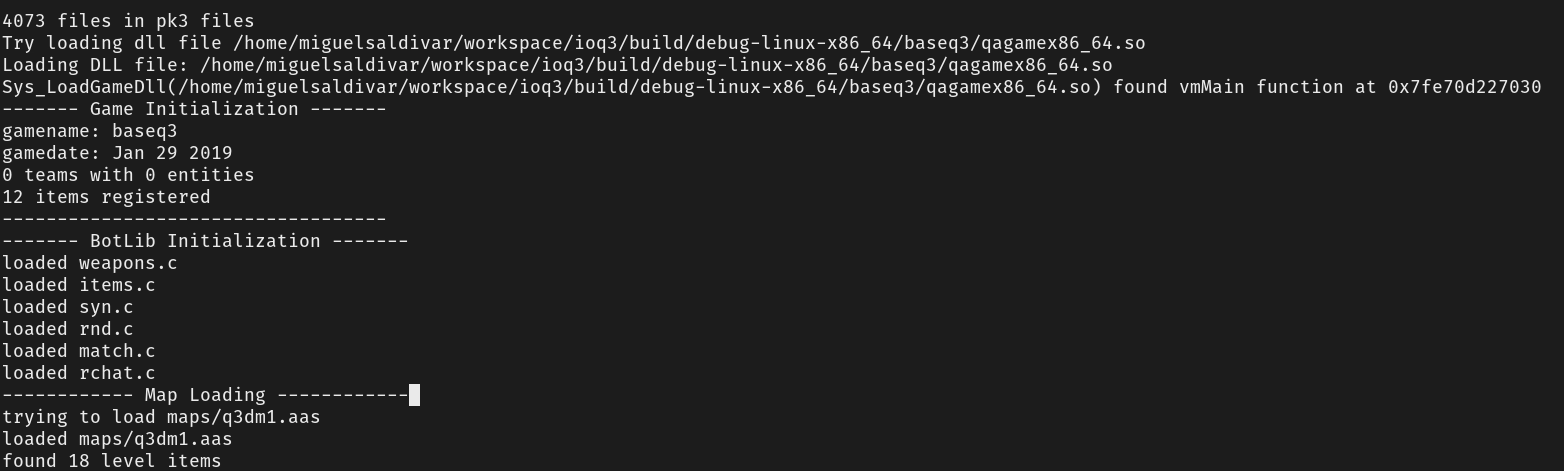 4073 files in pk3 files
Try loading dll file /home/miguelsaldivar/workspace/ioq3/build/debug-linux-x86_64/baseq3/qagamex86_64.so
Loading DLL file: /home/miguelsaldivar/workspace/ioq3/build/debug-linux-x86_64/baseq3/qagamex86_64.so
Sys_LoadGameDll(/home/miguelsaldivar/workspace/ioq3/build/debug-linux-x86_64/baseq3/qagamex86_64.so) found vmMain function at 0x7fe70d227030
------- Game Initialization -------
gamename: baseq3
gamedate: Jan 29 2019
0 teams with 0 entities
12 items registered
-----------------------------------
------- BotLib Initialization -------
loaded weapons.c
loaded items.c
loaded syn.c
loaded rnd.c
loaded match.c
loaded rchat.c
------------ Map Loading ------------
trying to load maps/q3dm1.aas
loaded maps/q3dm1.aas
found 18 level items